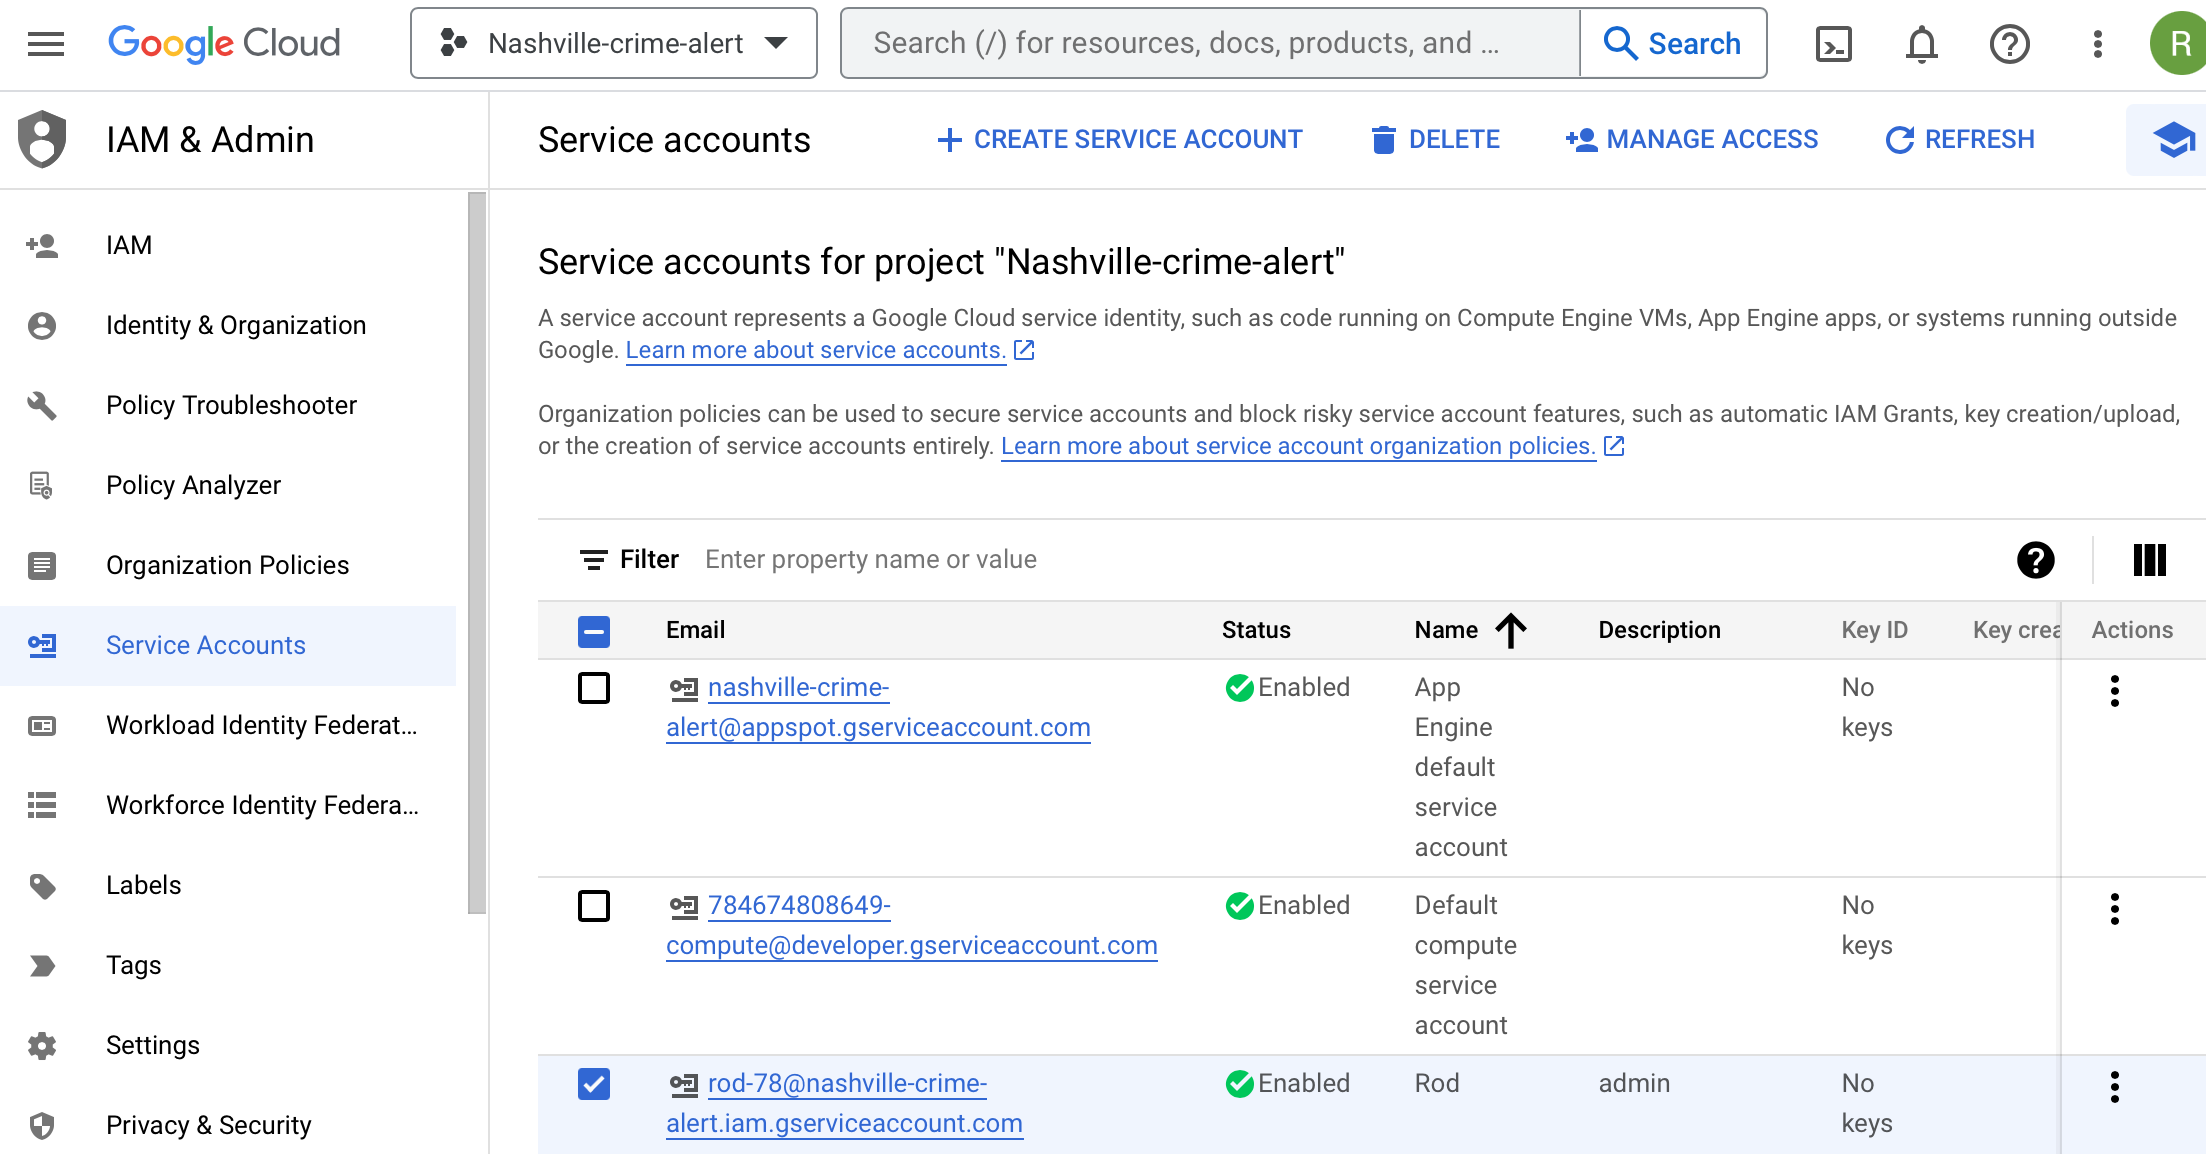 Google Cloud
Nashville-crime-alert
Search (/) for resources, docs, products, and ...
Search
R
IAM & Admin
IAM
Identity & Organization
Policy Troubleshooter
Policy Analyzer
Organization Policies
Service Accounts
Workload Identity Federat...
Workforce Identity Federa...
Labels
Tags
Settings
Privacy & Security
Service accounts
CREATE SERVICE ACCOUNT
DELETE
MANAGE ACCESS
REFRESH
Service accounts for project "Nashville-crime-alert"
A service account represents a Google Cloud service identity, such as code running on Compute Engine VMs, App Engine apps, or systems running outside
Google. Learn more about service accounts.
Organization policies can be used to secure service accounts and block risky service account features, such as automatic IAM Grants, key creation/upload,
or the creation of service accounts entirely. Learn more about service account organization policies.
Filter Enter property name or value
Email Status Name Description Key ID Key crea Actions
nashville-crime- Enabled App No
alert@appspot.gserviceaccount.com Engine keys
default
service
account
784674808649- Enabled Default No
compute@developer.gserviceaccount.com compute keys
service
account
rod-78@nashville-crime- Enabled Rod admin No
alert.iam.gserviceaccount.com keys